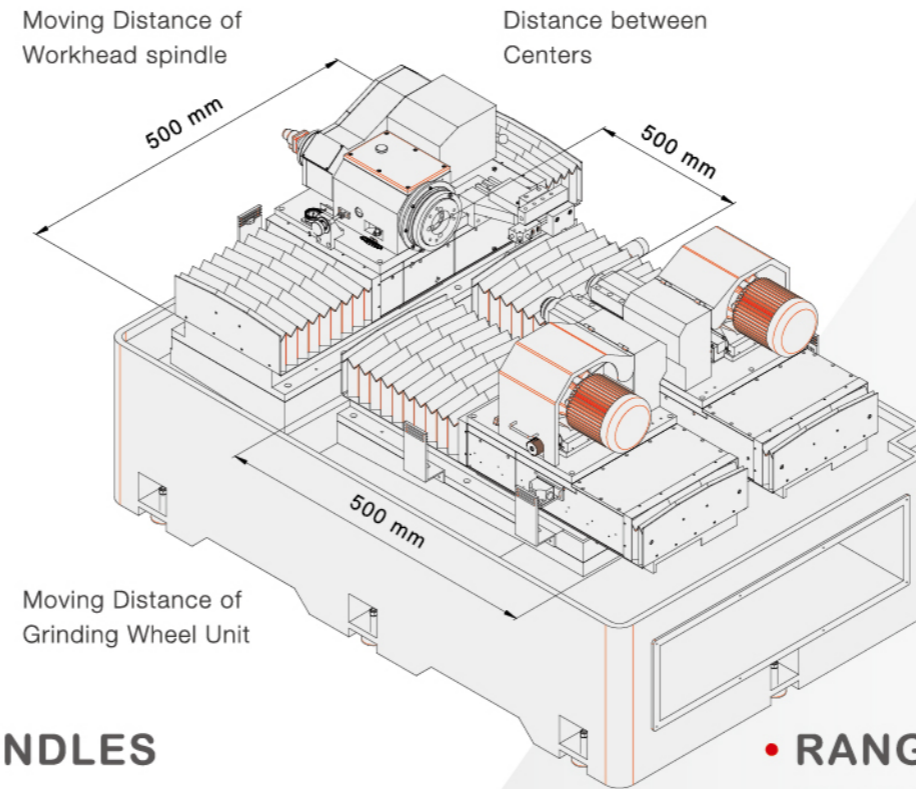 Moving Distance of
Workhead spindle
Distance between
Centers
500 mm
500 mm
500 mm
Moving Distance of
Grinding Wheel Unit
NDLES
• RANG